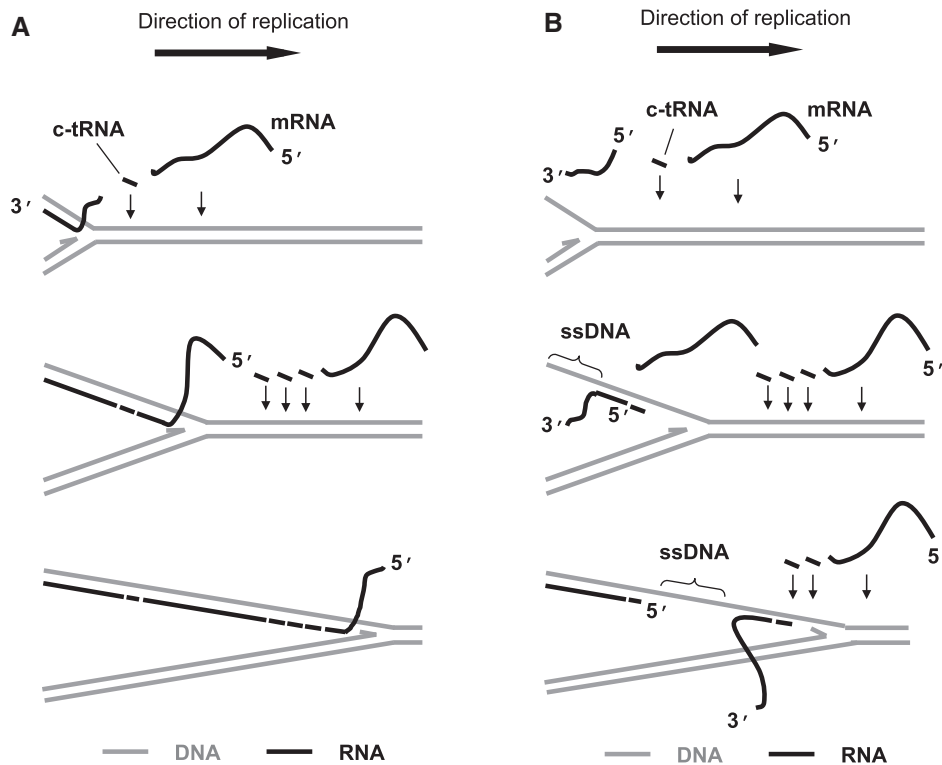 A
Direction of replication
c-tRNA
mRNA
5′
3′
5′
5′
DNA
RNA
B
Direction of replication
c-tRNA
mRNA
5′
5′
3′
ssDNA
5′
5′
3′
ssDNA
5
5′
3′
DNA
RNA